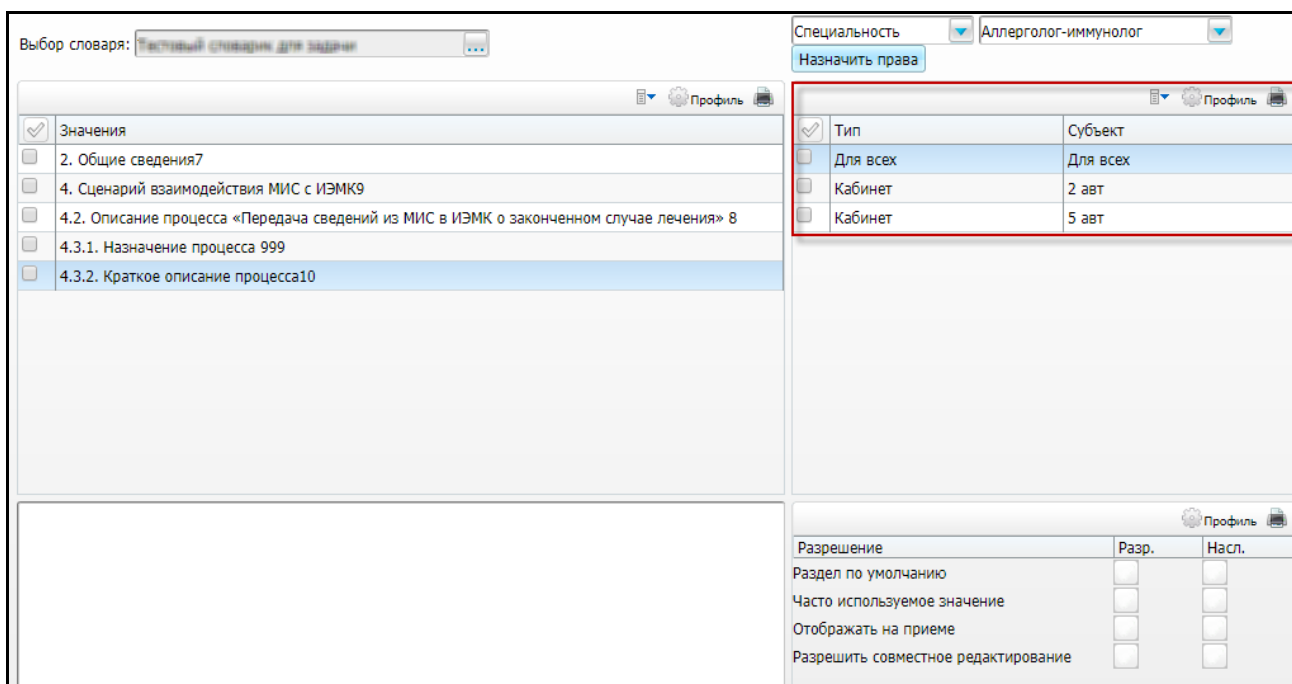 Выбор словаря:
...
Специальность Аллерголог-иммунолог
Назначить права
Профиль
Значения
2. Общие сведения7
4. Сценарий взаимодействия МИС с ИЭМК9
4.2. Описание процесса «Передача сведений из МИС в ИЭМК о законченном случае лечения» 8
4.3.1. Назначение процесса 999
4.3.2. Краткое описание процесса10
Профиль
Тип Субъект
Для всех Для всех
Кабинет 2 авт
Кабинет 5 авт
Профиль
Разрешение Разр. Насл.
Раздел по умолчанию
Часто используемое значение
Отображать на приеме
Разрешить совместное редактирование